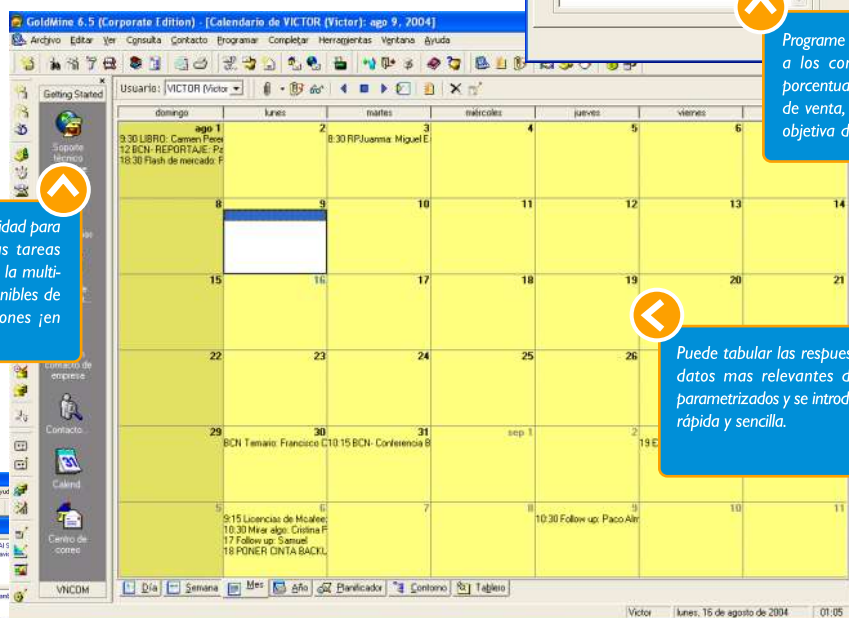 GoldMine 6.5 (Corporate Edition) - [Calendario de VICTOR (Victor): ago 9, 2004]
Archivo Editar Ver Consulta Contacto Programar Completar Herramientas Ventana Ayuda
Getting Started
Usuario: VICTOR (Victor
domingo lunes martes miércoles jueves viernes
ago 1 2 3 4 5 6
9:30 LIBRO: Carmen Perei
12 BCN- REPORTAJE: Pa
18:30 Flash de mercado: F
8:30 RPJuanma: Miguel E
8 9 10 11 12 13 14
15 16 17 18 19 20 21
22 23 24 25 26
29 30 31 sep 1 2
BCN Temario: Francisco C
10:15 BCN- Conferencia B
19 E
5 6 7 8 9 10 11
9:15 Licencias de Mcafee:
10:30 Mirar algo: Cristina F
17 Follow up: Samuel
18 PONER CINTA BACKU
10:30 Follow up: Paco Alm
Soporte
técnico
contacto de
empresa
Contacto...
Calend
Centro de
correo
VNCOM
Día Semana Mes Año Planificador Contorno Tablero
Victor lunes, 16 de agosto de 2004 01:05
Programe
a los con
porcentua
de venta,
objetiva d
idad para
as tareas
la multi-
nibles de
ones ¡en
Puede tabular las respues
datos mas relevantes d
parametrizados y se introd
rápida y sencilla.